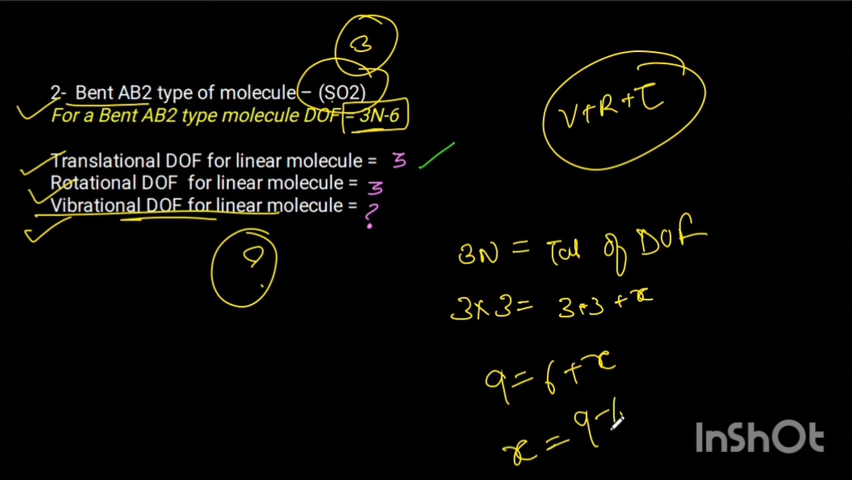 3
2- Bent AB2 type of molecule – (SO2)
For a Bent AB2 type molecule DOF = 3N-6
V+R+T
Translational DOF for linear molecule = 3
Rotational DOF for linear molecule = 3
Vibrational DOF for linear molecule = ?
?
3N = Tot of DOF
3×3= 3+3+x
9=6+x
x=9-6
InShOt